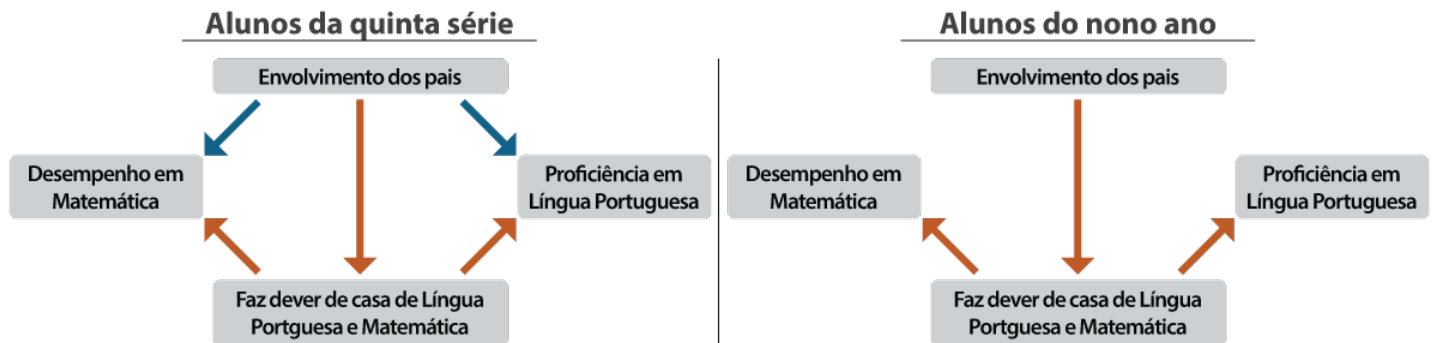 Alunos da quinta série
Envolvimento dos pais
Desempenho em
Matemática
Proficiência em
Língua Portuguesa
Faz dever de casa de Língua
Portguesa e Matemática
Alunos do nono ano
Envolvimento dos pais
Desempenho em
Matemática
Proficiência em
Língua Portuguesa
Faz dever de casa de Língua
Portguesa e Matemática